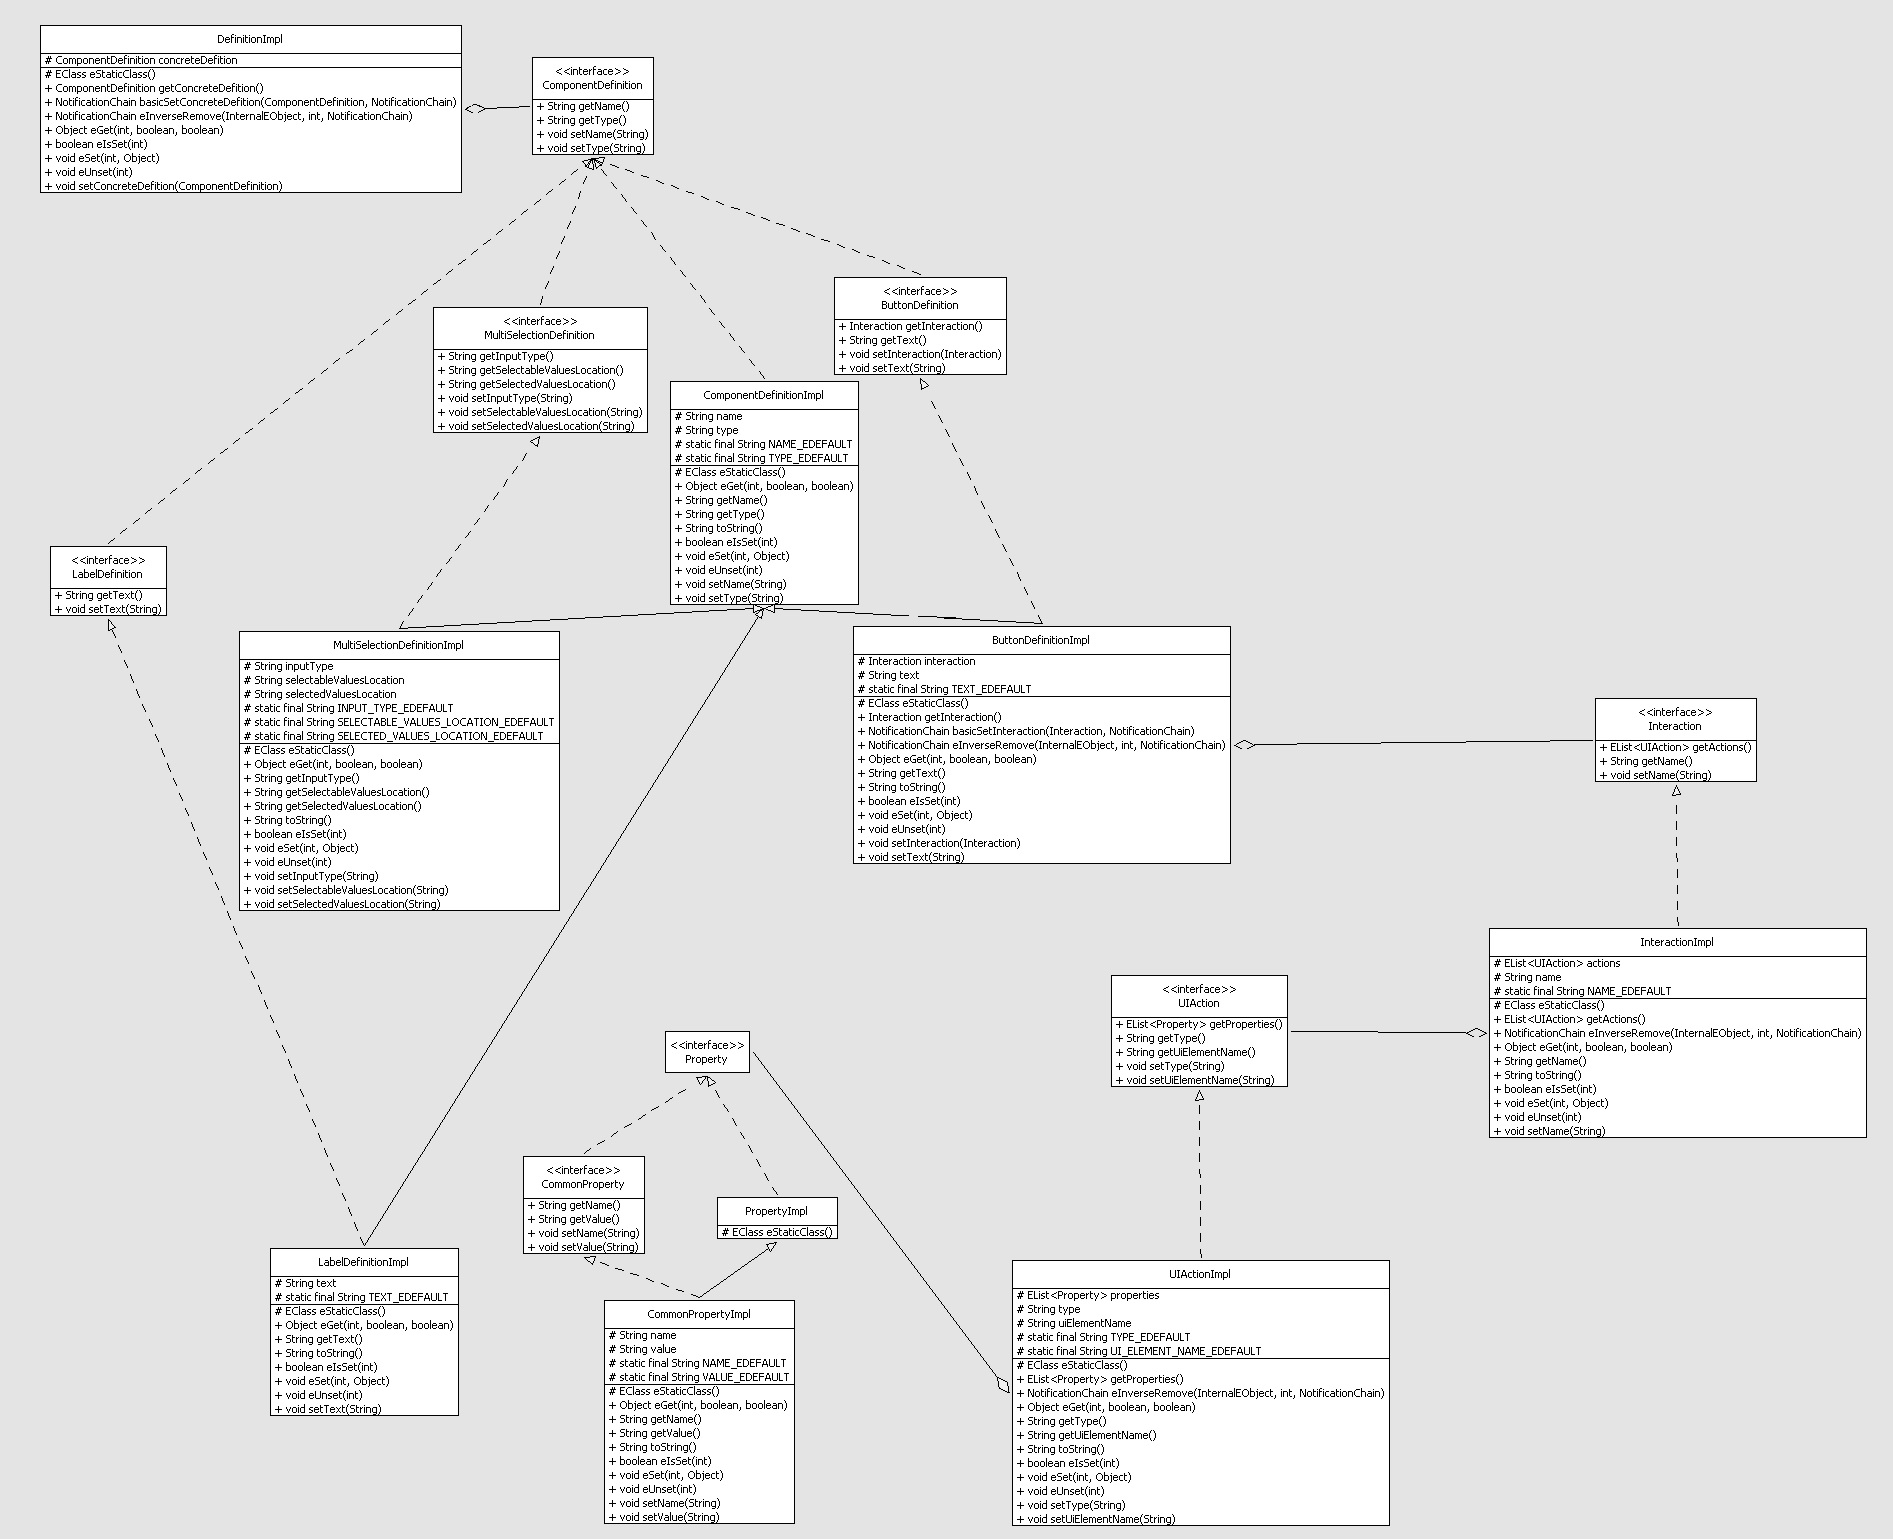 DefinitionImpl
# ComponentDefinition concreteDefition
# EClass eStaticClass()
+ ComponentDefinition getConcreteDefition()
+ NotificationChain basicSetConcreteDefition(ComponentDefinition, NotificationChain)
+ NotificationChain eInverseRemove(InternalEObject, int, NotificationChain)
+ Object eGet(int, boolean, boolean)
+ boolean eIsSet(int)
+ void eSet(int, Object)
+ void eUnset(int)
+ void setConcreteDefition(ComponentDefinition)
<<interface>>
ComponentDefinition
+ String getName()
+ String getType()
+ void setName(String)
+ void setType(String)
<<interface>>
ButtonDefinition
+ Interaction getInteraction()
+ String getText()
+ void setInteraction(Interaction)
+ void setText(String)
<<interface>>
MultiSelectionDefinition
+ String getInputType()
+ String getSelectableValuesLocation()
+ String getSelectedValuesLocation()
+ void setInputType(String)
+ void setSelectableValuesLocation(String)
+ void setSelectedValuesLocation(String)
ComponentDefinitionImpl
# String name
# String type
# static final String NAME_EDEFAULT
# static final String TYPE_EDEFAULT
# EClass eStaticClass()
+ Object eGet(int, boolean, boolean)
+ String getName()
+ String getType()
+ String toString()
+ boolean eIsSet(int)
+ void eSet(int, Object)
+ void eUnset(int)
+ void setName(String)
+ void setType(String)
<<interface>>
LabelDefinition
+ String getText()
+ void setText(String)
MultiSelectionDefinitionImpl
# String inputType
# String selectableValuesLocation
# String selectedValuesLocation
# static final String INPUT_TYPE_EDEFAULT
# static final String SELECTABLE_VALUES_LOCATION_EDEFAULT
# static final String SELECTED_VALUES_LOCATION_EDEFAULT
# EClass eStaticClass()
+ Object eGet(int, boolean, boolean)
+ String getInputType()
+ String getSelectableValuesLocation()
+ String getSelectedValuesLocation()
+ String toString()
+ boolean eIsSet(int)
+ void eSet(int, Object)
+ void eUnset(int)
+ void setInputType(String)
+ void setSelectableValuesLocation(String)
+ void setSelectedValuesLocation(String)
ButtonDefinitionImpl
# Interaction interaction
# String text
# static final String TEXT_EDEFAULT
# EClass eStaticClass()
+ Interaction getInteraction()
+ NotificationChain basicSetInteraction(Interaction, NotificationChain)
+ NotificationChain eInverseRemove(InternalEObject, int, NotificationChain)
+ Object eGet(int, boolean, boolean)
+ String getText()
+ String toString()
+ boolean eIsSet(int)
+ void eSet(int, Object)
+ void eUnset(int)
+ void setInteraction(Interaction)
+ void setText(String)
<<interface>>
Interaction
+ EList<UIAction> getActions()
+ String getName()
+ void setName(String)
InteractionImpl
# EList<UIAction> actions
# String name
# static final String NAME_EDEFAULT
# EClass eStaticClass()
+ EList<UIAction> getActions()
+ NotificationChain eInverseRemove(InternalEObject, int, NotificationChain)
+ Object eGet(int, boolean, boolean)
+ String getName()
+ String toString()
+ boolean eIsSet(int)
+ void eSet(int, Object)
+ void eUnset(int)
+ void setName(String)
<<interface>>
UIAction
+ EList<Property> getProperties()
+ String getType()
+ String getUiElementName()
+ void setType(String)
+ void setUiElementName(String)
<<interface>>
Property
<<interface>>
CommonProperty
+ String getName()
+ String getValue()
+ void setName(String)
+ void setValue(String)
PropertyImpl
# EClass eStaticClass()
LabelDefinitionImpl
# String text
# static final String TEXT_EDEFAULT
# EClass eStaticClass()
+ Object eGet(int, boolean, boolean)
+ String getText()
+ String toString()
+ boolean eIsSet(int)
+ void eSet(int, Object)
+ void eUnset(int)
+ void setText(String)
CommonPropertyImpl
# String name
# String value
# static final String NAME_EDEFAULT
# static final String VALUE_EDEFAULT
# EClass eStaticClass()
+ Object eGet(int, boolean, boolean)
+ String getName()
+ String getValue()
+ String toString()
+ boolean eIsSet(int)
+ void eSet(int, Object)
+ void eUnset(int)
+ void setName(String)
+ void setValue(String)
UIActionImpl
# EList<Property> properties
# String type
# String uiElementName
# static final String TYPE_EDEFAULT
# static final String UI_ELEMENT_NAME_EDEFAULT
# EClass eStaticClass()
+ EList<Property> getProperties()
+ NotificationChain eInverseRemove(InternalEObject, int, NotificationChain)
+ Object eGet(int, boolean, boolean)
+ String getType()
+ String getUiElementName()
+ String toString()
+ boolean eIsSet(int)
+ void eSet(int, Object)
+ void eUnset(int)
+ void setType(String)
+ void setUiElementName(String)